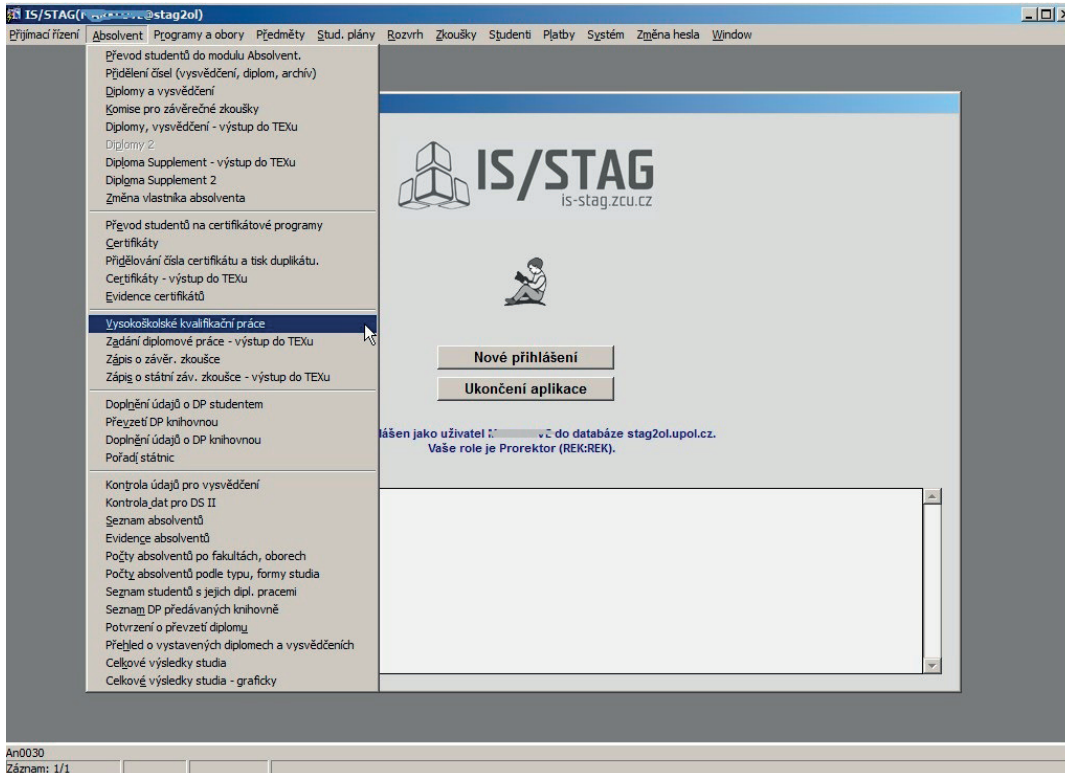 IS/STAG( @stag2ol)
Přijímací řízení Absolvent Programy a obory Předměty Stud. plány Rozvrh Zkoušky Studenti Platby Systém Změna hesla Window
Převod studentů do modulu Absolvent.
Přidělení čísel (vysvědčení, diplom, archív)
Diplomy a vysvědčení
Komise pro závěrečné zkoušky
Diplomy, vysvědčení - výstup do TEXu
Diplomy 2
Diploma Supplement - výstup do TEXu
Diploma Supplement 2
Změna vlastníka absolventa
Převod studentů na certifikátové programy
Certifikáty
Přidělování čísla certifikátu a tisk duplikátu.
Certifikáty - výstup do TEXu
Evidence certifikátů
Vysokoškolské kvalifikační práce
Zadání diplomové práce - výstup do TEXu
Zápis o závěr. zkoušce
Zápis o státní záv. zkoušce - výstup do TEXu
Doplnění údajů o DP studentem
Převzetí DP knihovnou
Doplnění údajů o DP knihovnou
Pořadí státnic
Kontrola údajů pro vysvědčení
Kontrola dat pro DS II
Seznam absolventů
Evidence absolventů
Počty absolventů po fakultách, oborech
Počty absolventů podle typu, formy studia
Seznam studentů s jejich dipl. pracemi
Seznam DP předávaných knihovně
Potvrzení o převzetí diplomu
Přehled o vystavených diplomech a vysvědčeních
Celkové výsledky studia
Celkové výsledky studia - graficky
IS/STAG
is-stag.zcu.cz
Nové přihlášení
Ukončení aplikace
lášen jako uživatel do databáze stag2ol.upol.cz.
Vaše role je Prorektor (REK:REK).
An0030
Záznam: 1/1